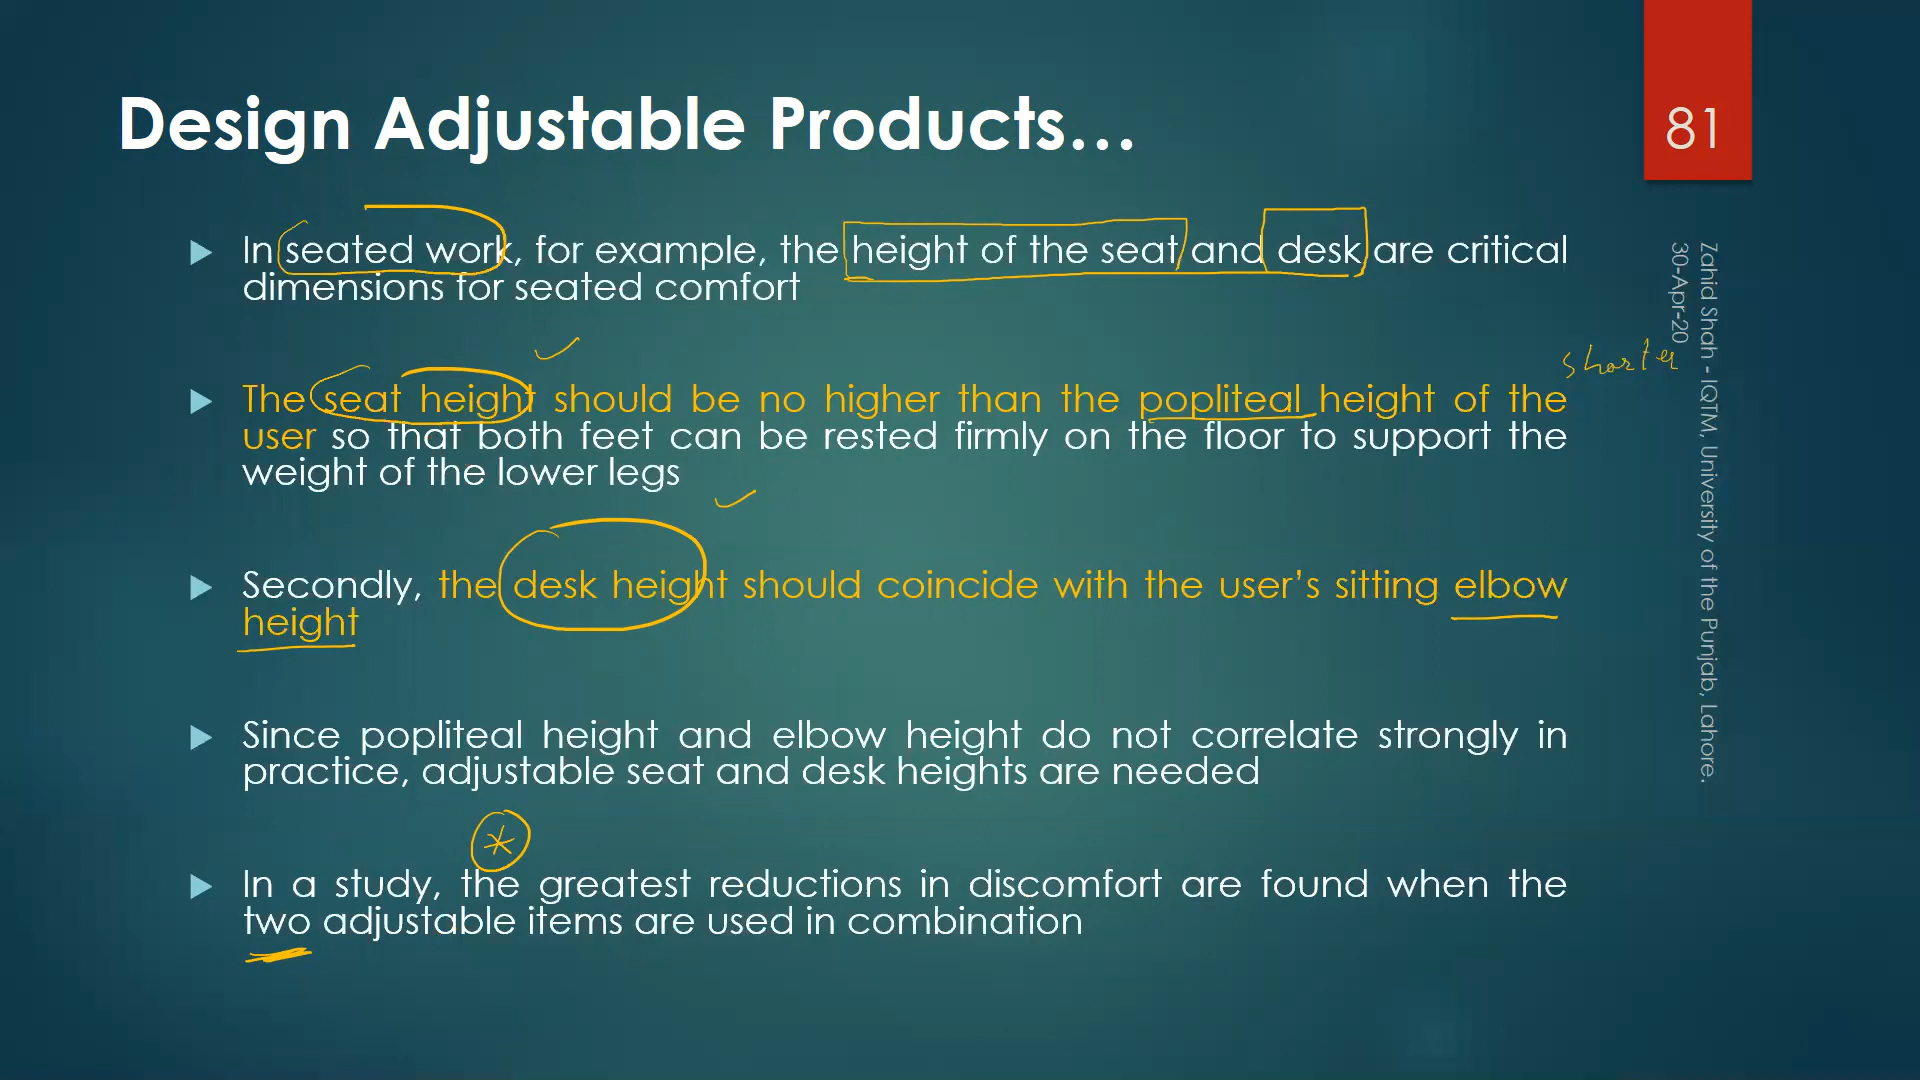 Design Adjustable Products…
81
In seated work, for example, the height of the seat and desk are critical
dimensions for seated comfort
shorter
The seat height should be no higher than the popliteal height of the
user so that both feet can be rested firmly on the floor to support the
weight of the lower legs
Secondly, the desk height should coincide with the user’s sitting elbow
height
Since popliteal height and elbow height do not correlate strongly in
practice, adjustable seat and desk heights are needed
*
In a study, the greatest reductions in discomfort are found when the
two adjustable items are used in combination
Zahid Shah - IQTM, University of the Punjab, Lahore.
30-Apr-20